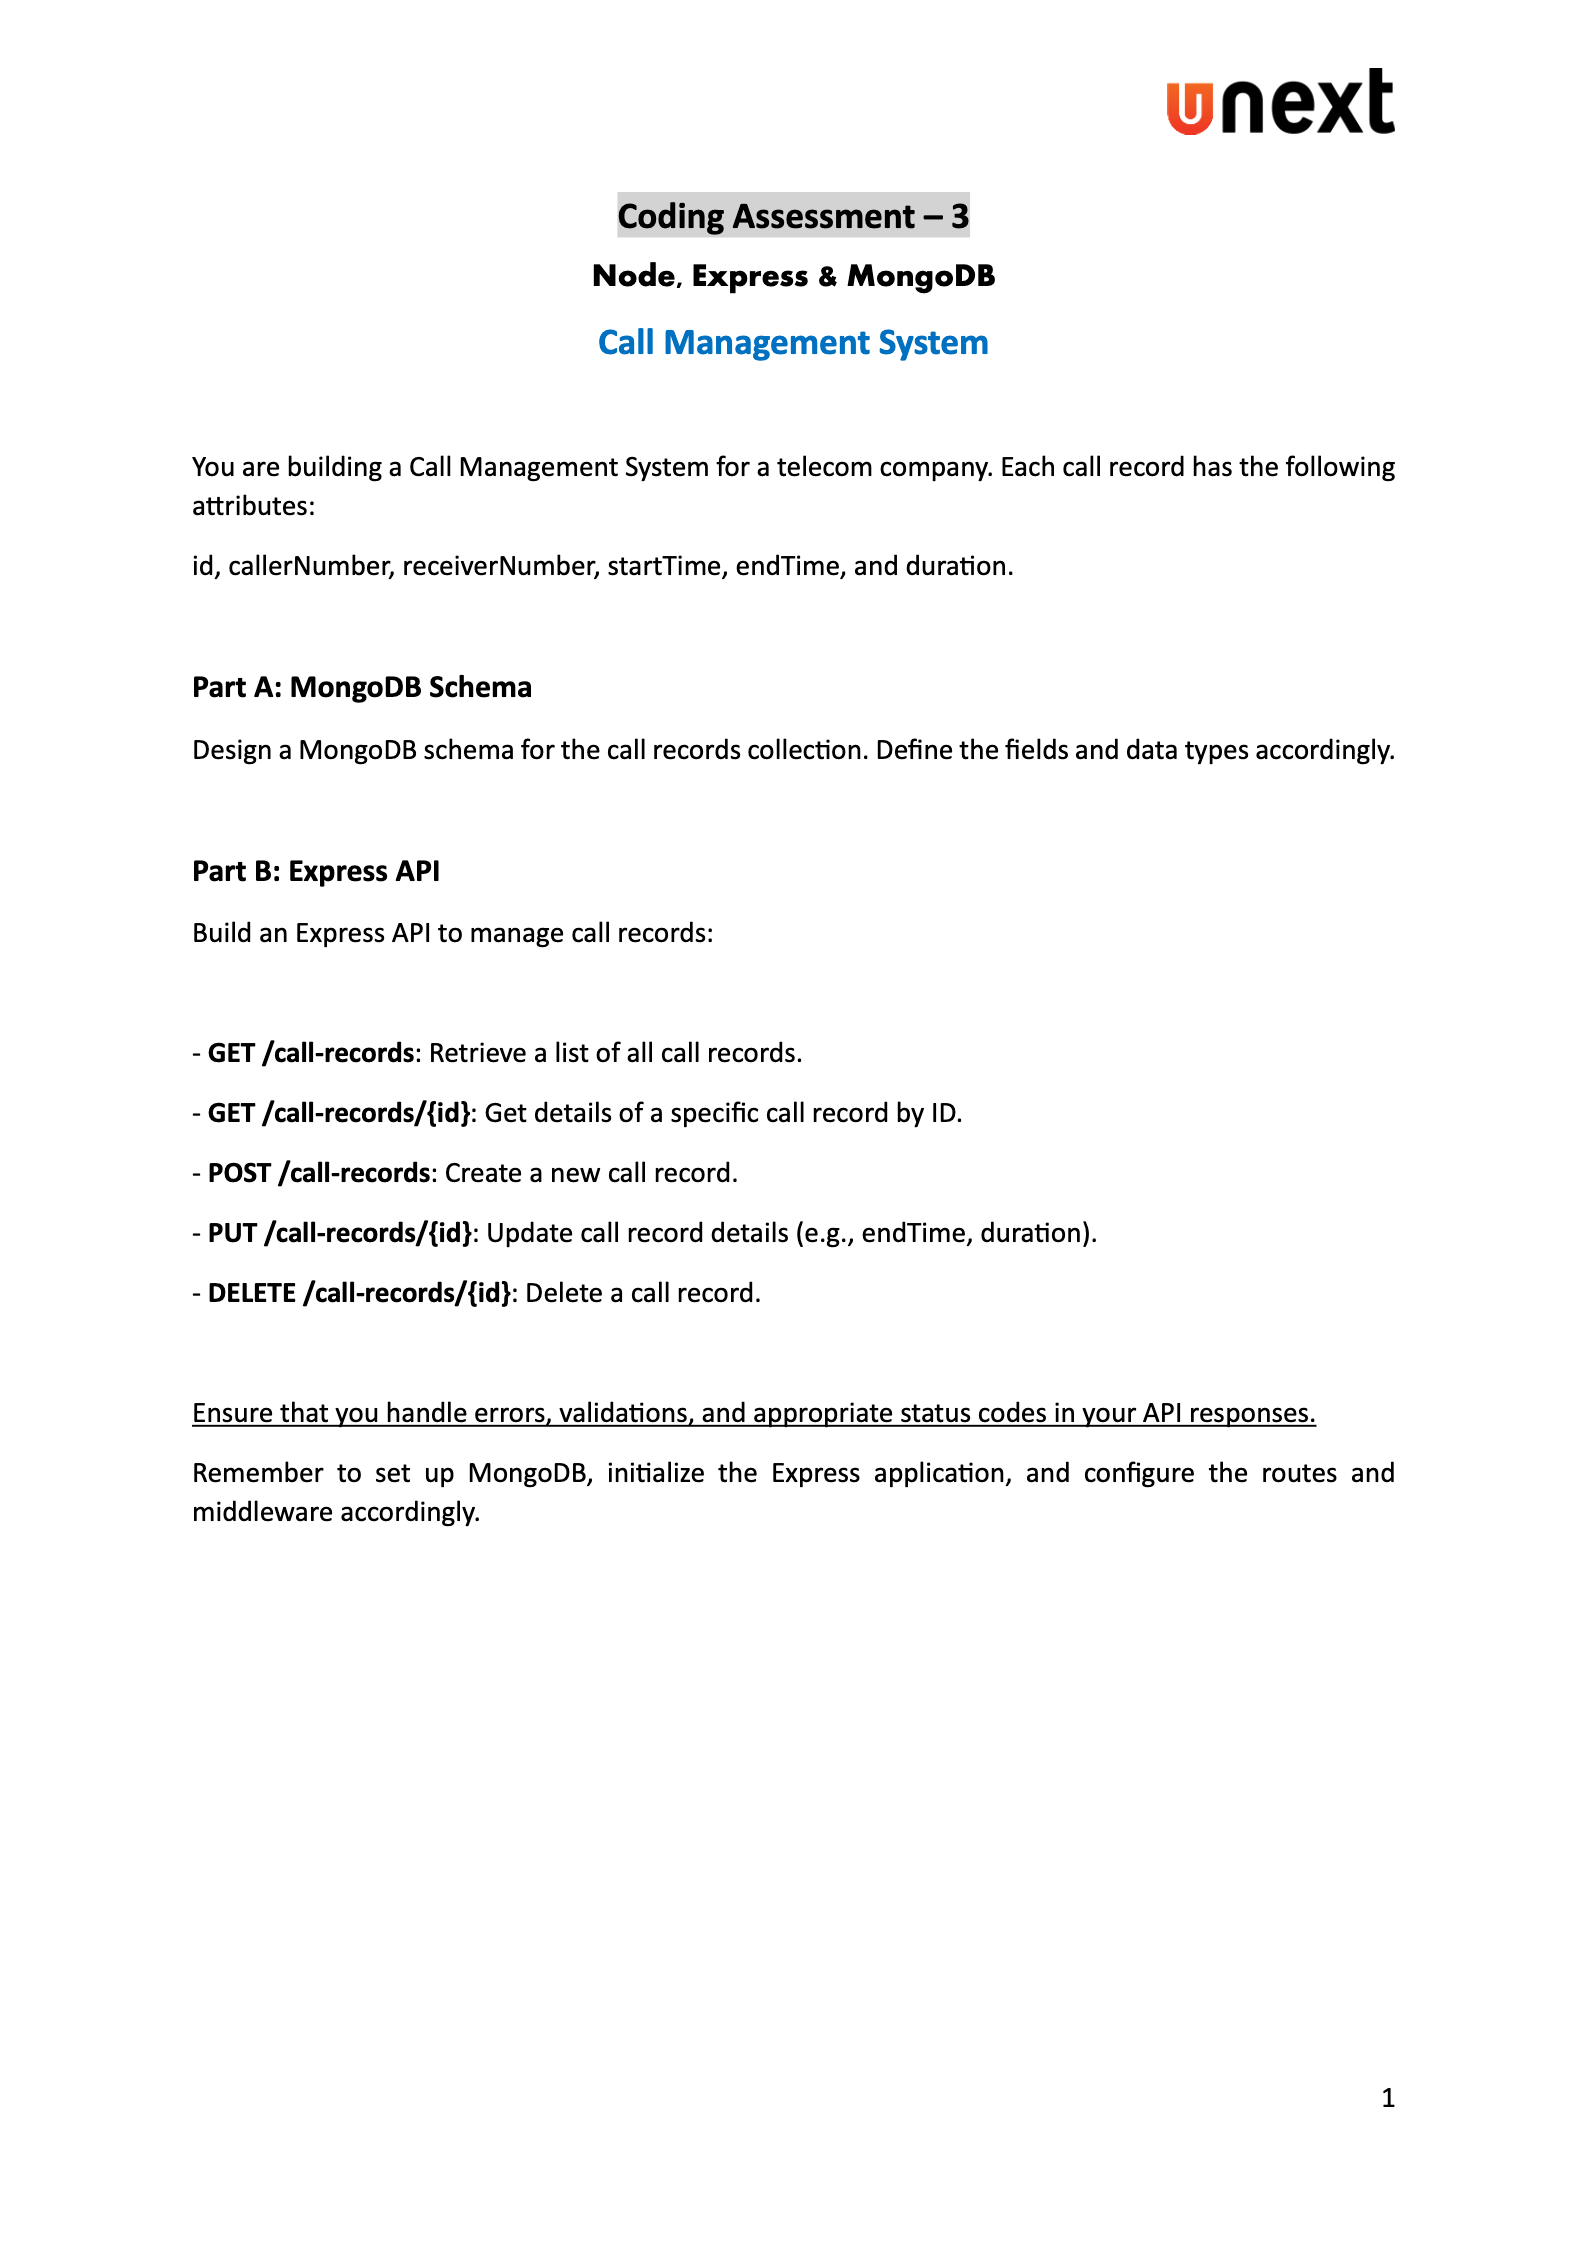 unext
Coding Assessment – 3
Node, Express & MongoDB
Call Management System
You are building a Call Management System for a telecom company. Each call record has the following
attributes:
id, callerNumber, receiverNumber, startTime, endTime, and duration.
Part A: MongoDB Schema
Design a MongoDB schema for the call records collection. Define the fields and data types accordingly.
Part B: Express API
Build an Express API to manage call records:
- GET /call-records: Retrieve a list of all call records.
- GET /call-records/{id}: Get details of a specific call record by ID.
- POST /call-records: Create a new call record.
- PUT /call-records/{id}: Update call record details (e.g., endTime, duration).
- DELETE /call-records/{id}: Delete a call record.
Ensure that you handle errors, validations, and appropriate status codes in your API responses.
Remember to set up MongoDB, initialize the Express application, and configure the routes and
middleware accordingly.
1